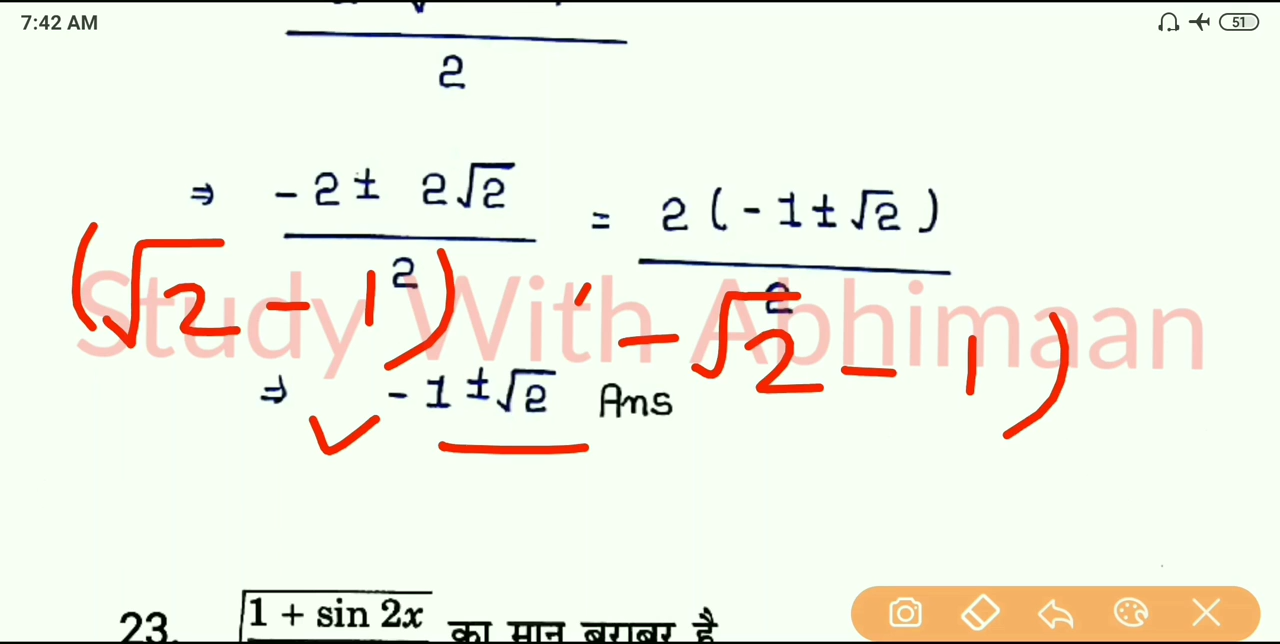 7:42 AM
51
2
⇒ -2 ± 2√2 / 2 = 2(-1 ± √2) / 2
(√2 - 1) , -√2 - 1)
Study With Abhimaan
⇒ -1 ± √2 Ans
23. √1 + sin 2x का मान बराबर है